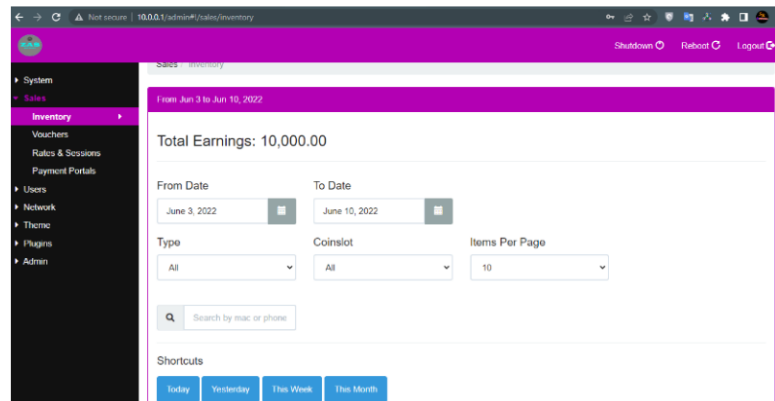 Not secure | 10.0.0.1/admin#!/sales/inventory
Shutdown Reboot Logout
Sales / Inventory
System
Sales
Inventory
Vouchers
Rates & Sessions
Payment Portals
Users
Network
Theme
Plugins
Admin
From Jun 3 to Jun 10, 2022
Total Earnings: 10,000.00
From Date To Date
June 3, 2022 June 10, 2022
Type Coinslot Items Per Page
All All 10
Search by mac or phone
Shortcuts
Today Yesterday This Week This Month